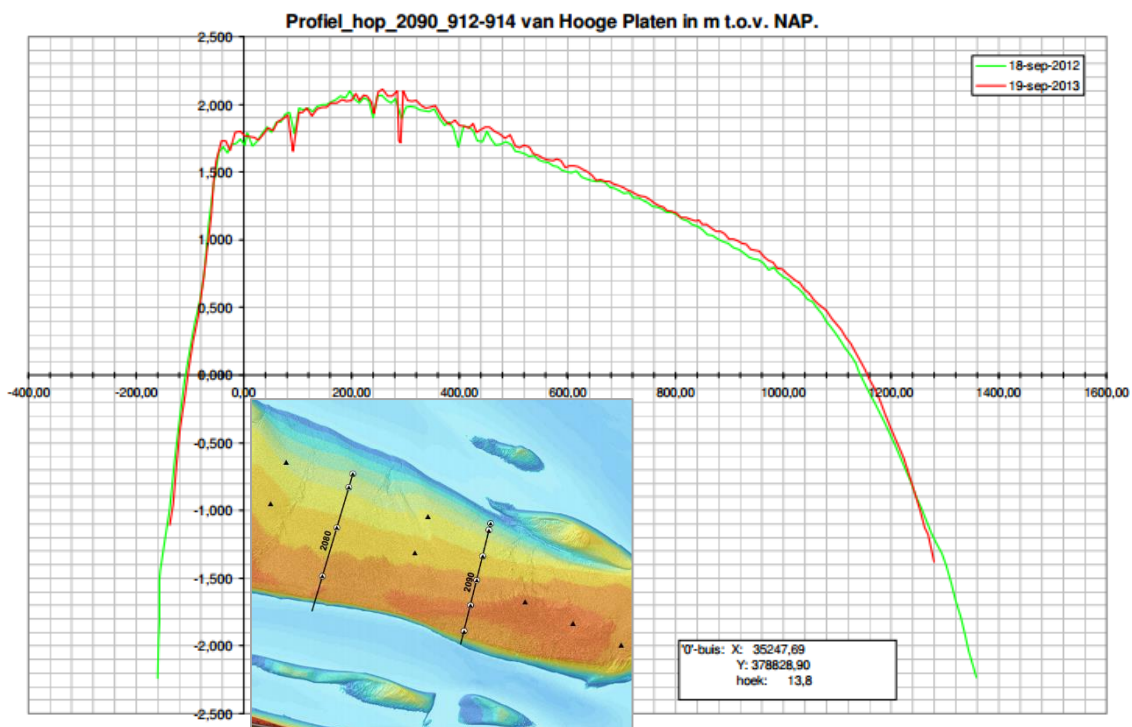 Profiel_hop_2090_912-914 van Hooge Platen in m t.o.v. NAP.
2,500
18-sep-2012
19-sep-2013
2,000
1,500
1,000
0,500
0,000
-400,00 -200,00 0,00 200,00 400,00 600,00 800,00 1000,00 1200,00 1400,00 1600,00
-0,500
-1,000
-1,500
-2,000
-2,500
2080
2090
'0'-buis: X: 35247,69
Y: 378828,90
hoek: 13,8